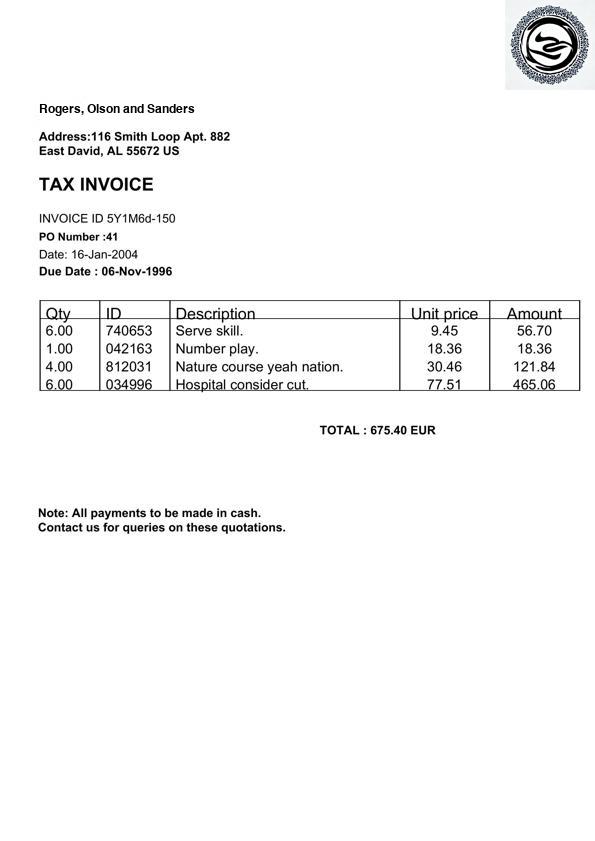 Rogers, Olson and Sanders
Address:116 Smith Loop Apt. 882
East David, AL 55672 US
TAX INVOICE
INVOICE ID 5Y1M6d-150
PO Number :41
Date: 16-Jan-2004
Due Date : 06-Nov-1996
Qty ID Description Unit price Amount
6.00 740653 Serve skill. 9.45 56.70
1.00 042163 Number play. 18.36 18.36
4.00 812031 Nature course yeah nation. 30.46 121.84
6.00 034996 Hospital consider cut. 77.51 465.06
TOTAL : 675.40 EUR
Note: All payments to be made in cash.
Contact us for queries on these quotations.